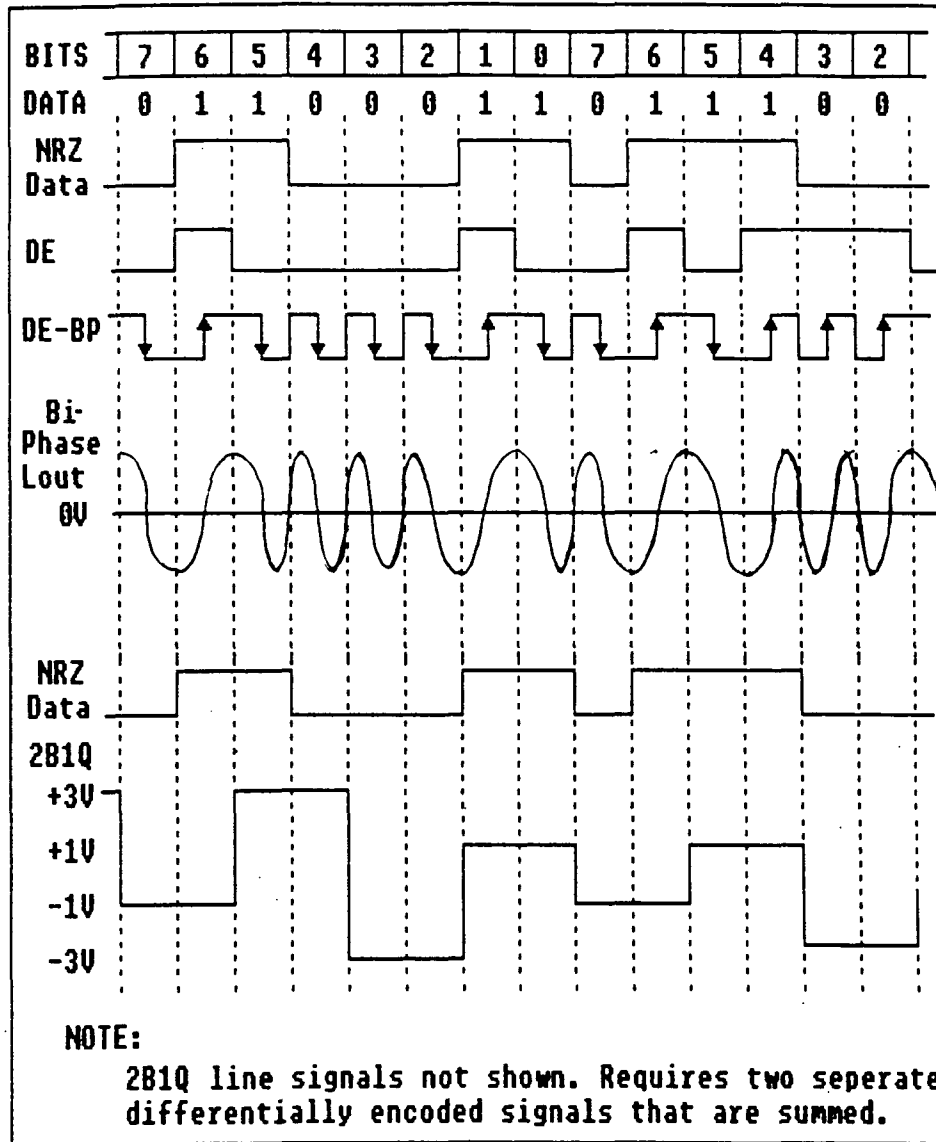 BITS 7 6 5 4 3 2 1 0 7 6 5 4 3 2
DATA 0 1 1 0 0 0 1 1 0 1 1 1 0 0
NRZ
Data
DE
DE-BP
Bi-
Phase
Lout
0V
NRZ
Data
2B1Q
+3V
+1V
-1V
-3V
NOTE:
2B1Q line signals not shown. Requires two seperate
differentially encoded signals that are summed.